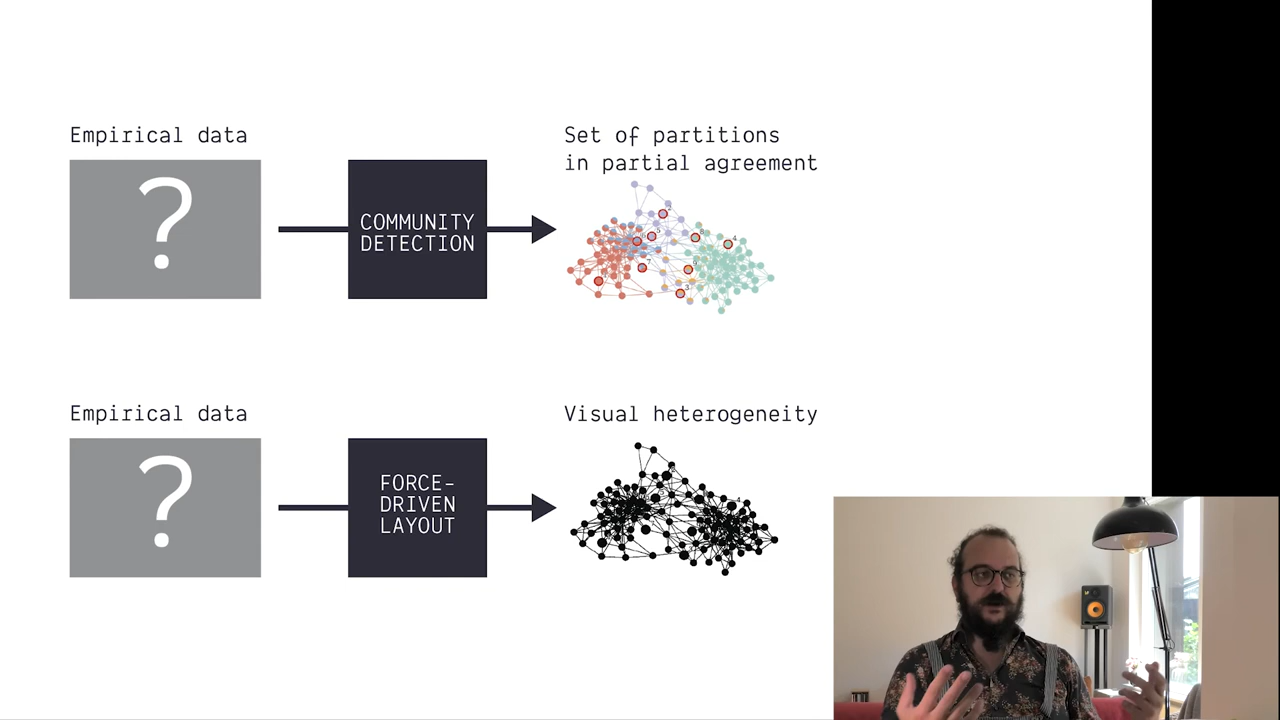 Empirical data
?
COMMUNITY
DETECTION
Set of partitions
in partial agreement
Empirical data
?
FORCE-
DRIVEN
LAYOUT
Visual heterogeneity